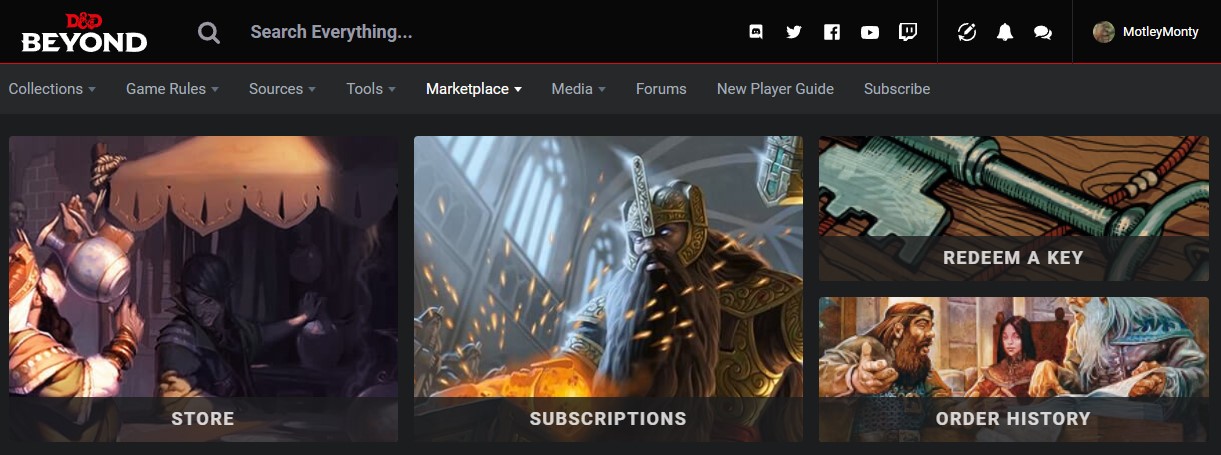 D&D
BEYOND
Search Everything...
MotleyMonty
Collections Game Rules Sources Tools Marketplace Media Forums New Player Guide Subscribe
STORE
SUBSCRIPTIONS
REDEEM A KEY
ORDER HISTORY